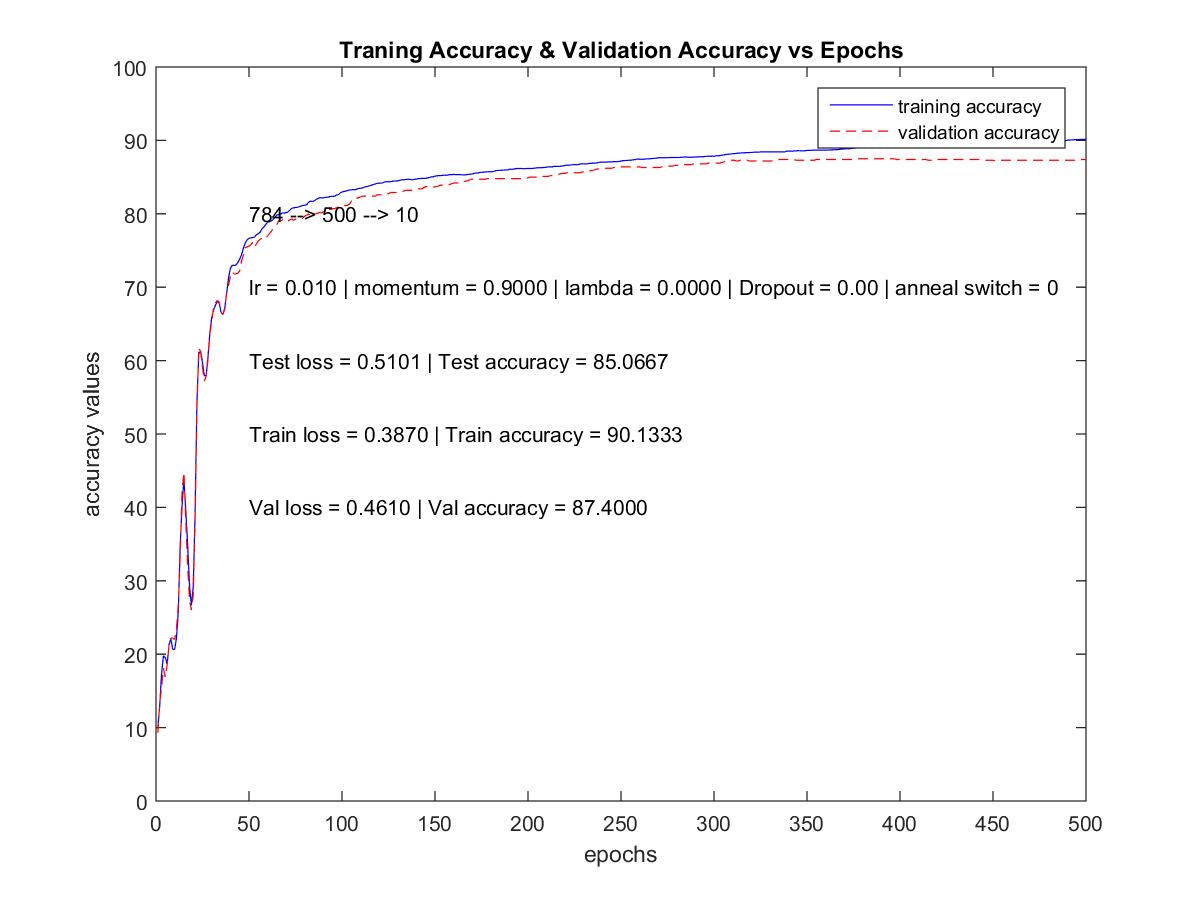 Traning Accuracy & Validation Accuracy vs Epochs
100
90
80
70
60
50
40
30
20
10
0
accuracy values
training accuracy
validation accuracy
784 --> 500 --> 10
lr = 0.010 | momentum = 0.9000 | lambda = 0.0000 | Dropout = 0.00 | anneal switch = 0
Test loss = 0.5101 | Test accuracy = 85.0667
Train loss = 0.3870 | Train accuracy = 90.1333
Val loss = 0.4610 | Val accuracy = 87.4000
0 50 100 150 200 250 300 350 400 450 500
epochs